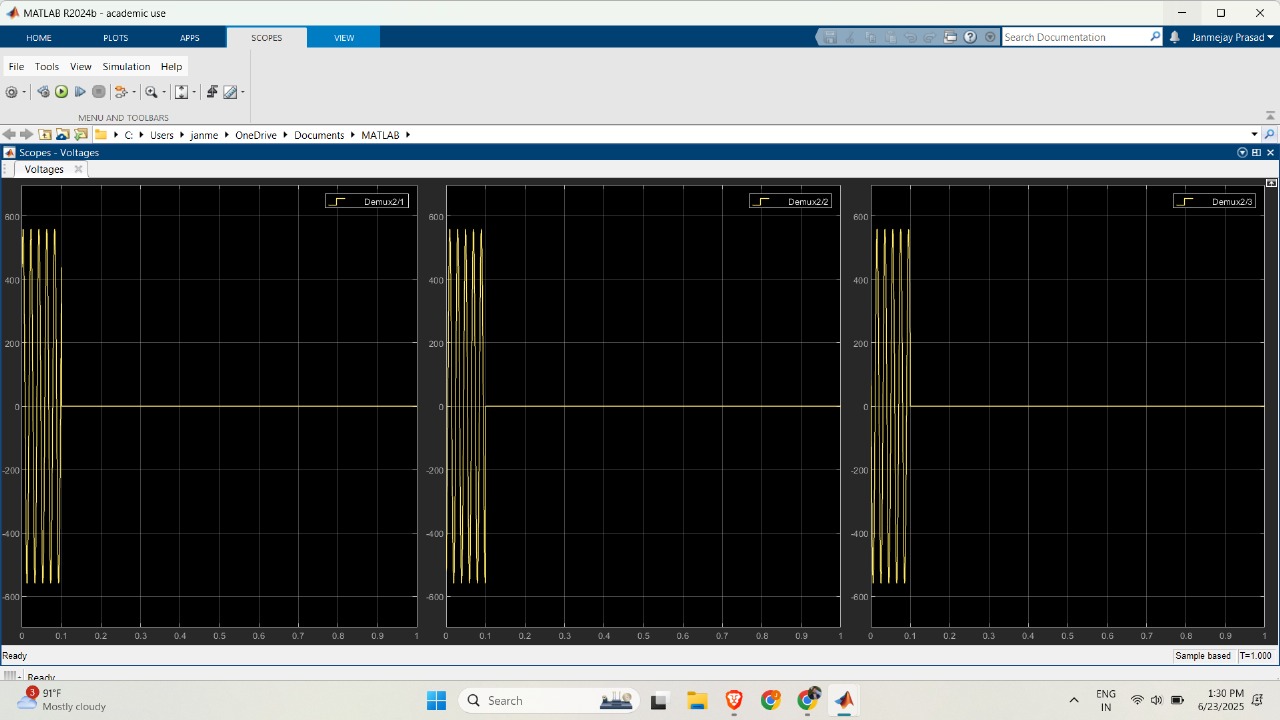 MATLAB R2024b - academic use
HOME PLOTS APPS SCOPES VIEW
Search Documentation
Janmejay Prasad
File Tools View Simulation Help
MENU AND TOOLBARS
C: Users janme OneDrive Documents MATLAB
Scopes - Voltages
Voltages
Demux2/1
600
400
200
0
-200
-400
-600
0 0.1 0.2 0.3 0.4 0.5 0.6 0.7 0.8 0.9 1
Demux2/2
600
400
200
0
-200
-400
-600
0 0.1 0.2 0.3 0.4 0.5 0.6 0.7 0.8 0.9 1
Demux2/3
600
400
200
0
-200
-400
-600
0 0.1 0.2 0.3 0.4 0.5 0.6 0.7 0.8 0.9 1
Ready
Sample based T=1.000
Ready
3
91°F
Mostly cloudy
Search
ENG
IN
1:30 PM
6/23/2025